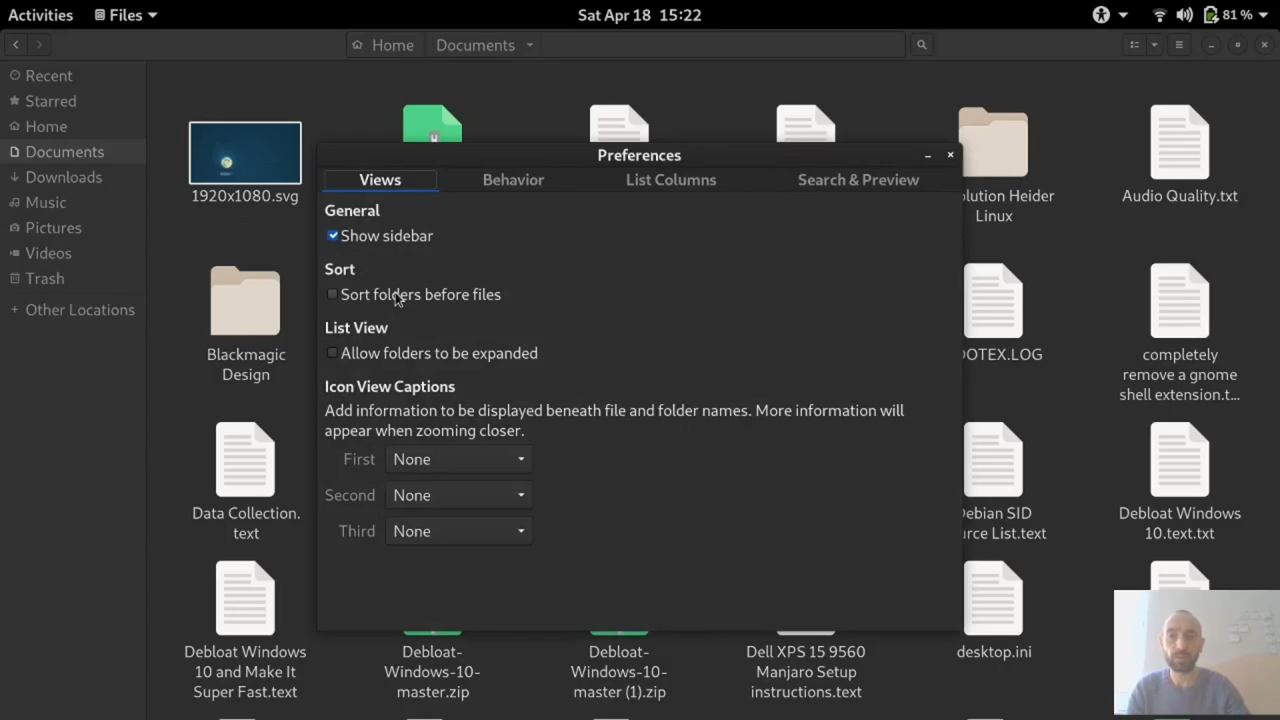 Activities
Files
Sat Apr 18 15:22
81 %
Home
Documents
Recent
Starred
Home
Documents
Downloads
Music
Pictures
Videos
Trash
+ Other Locations
1920x1080.svg
olution Heider
Linux
Audio Quality.txt
Blackmagic
Design
OTEX.LOG
completely
remove a gnome
shell extension.t...
Data Collection.
text
ebian SID
rce List.text
Debloat Windows
10.text.txt
Debloat Windows
10 and Make It
Super Fast.text
Debloat-
Windows-10-
master.zip
Debloat-
Windows-10-
master (1).zip
Dell XPS 15 9560
Manjaro Setup
instructions.text
desktop.ini
Preferences
Views
Behavior
List Columns
Search & Preview
General
Show sidebar
Sort
Sort folders before files
List View
Allow folders to be expanded
Icon View Captions
Add information to be displayed beneath file and folder names. More information will
appear when zooming closer.
First
None
Second
None
Third
None